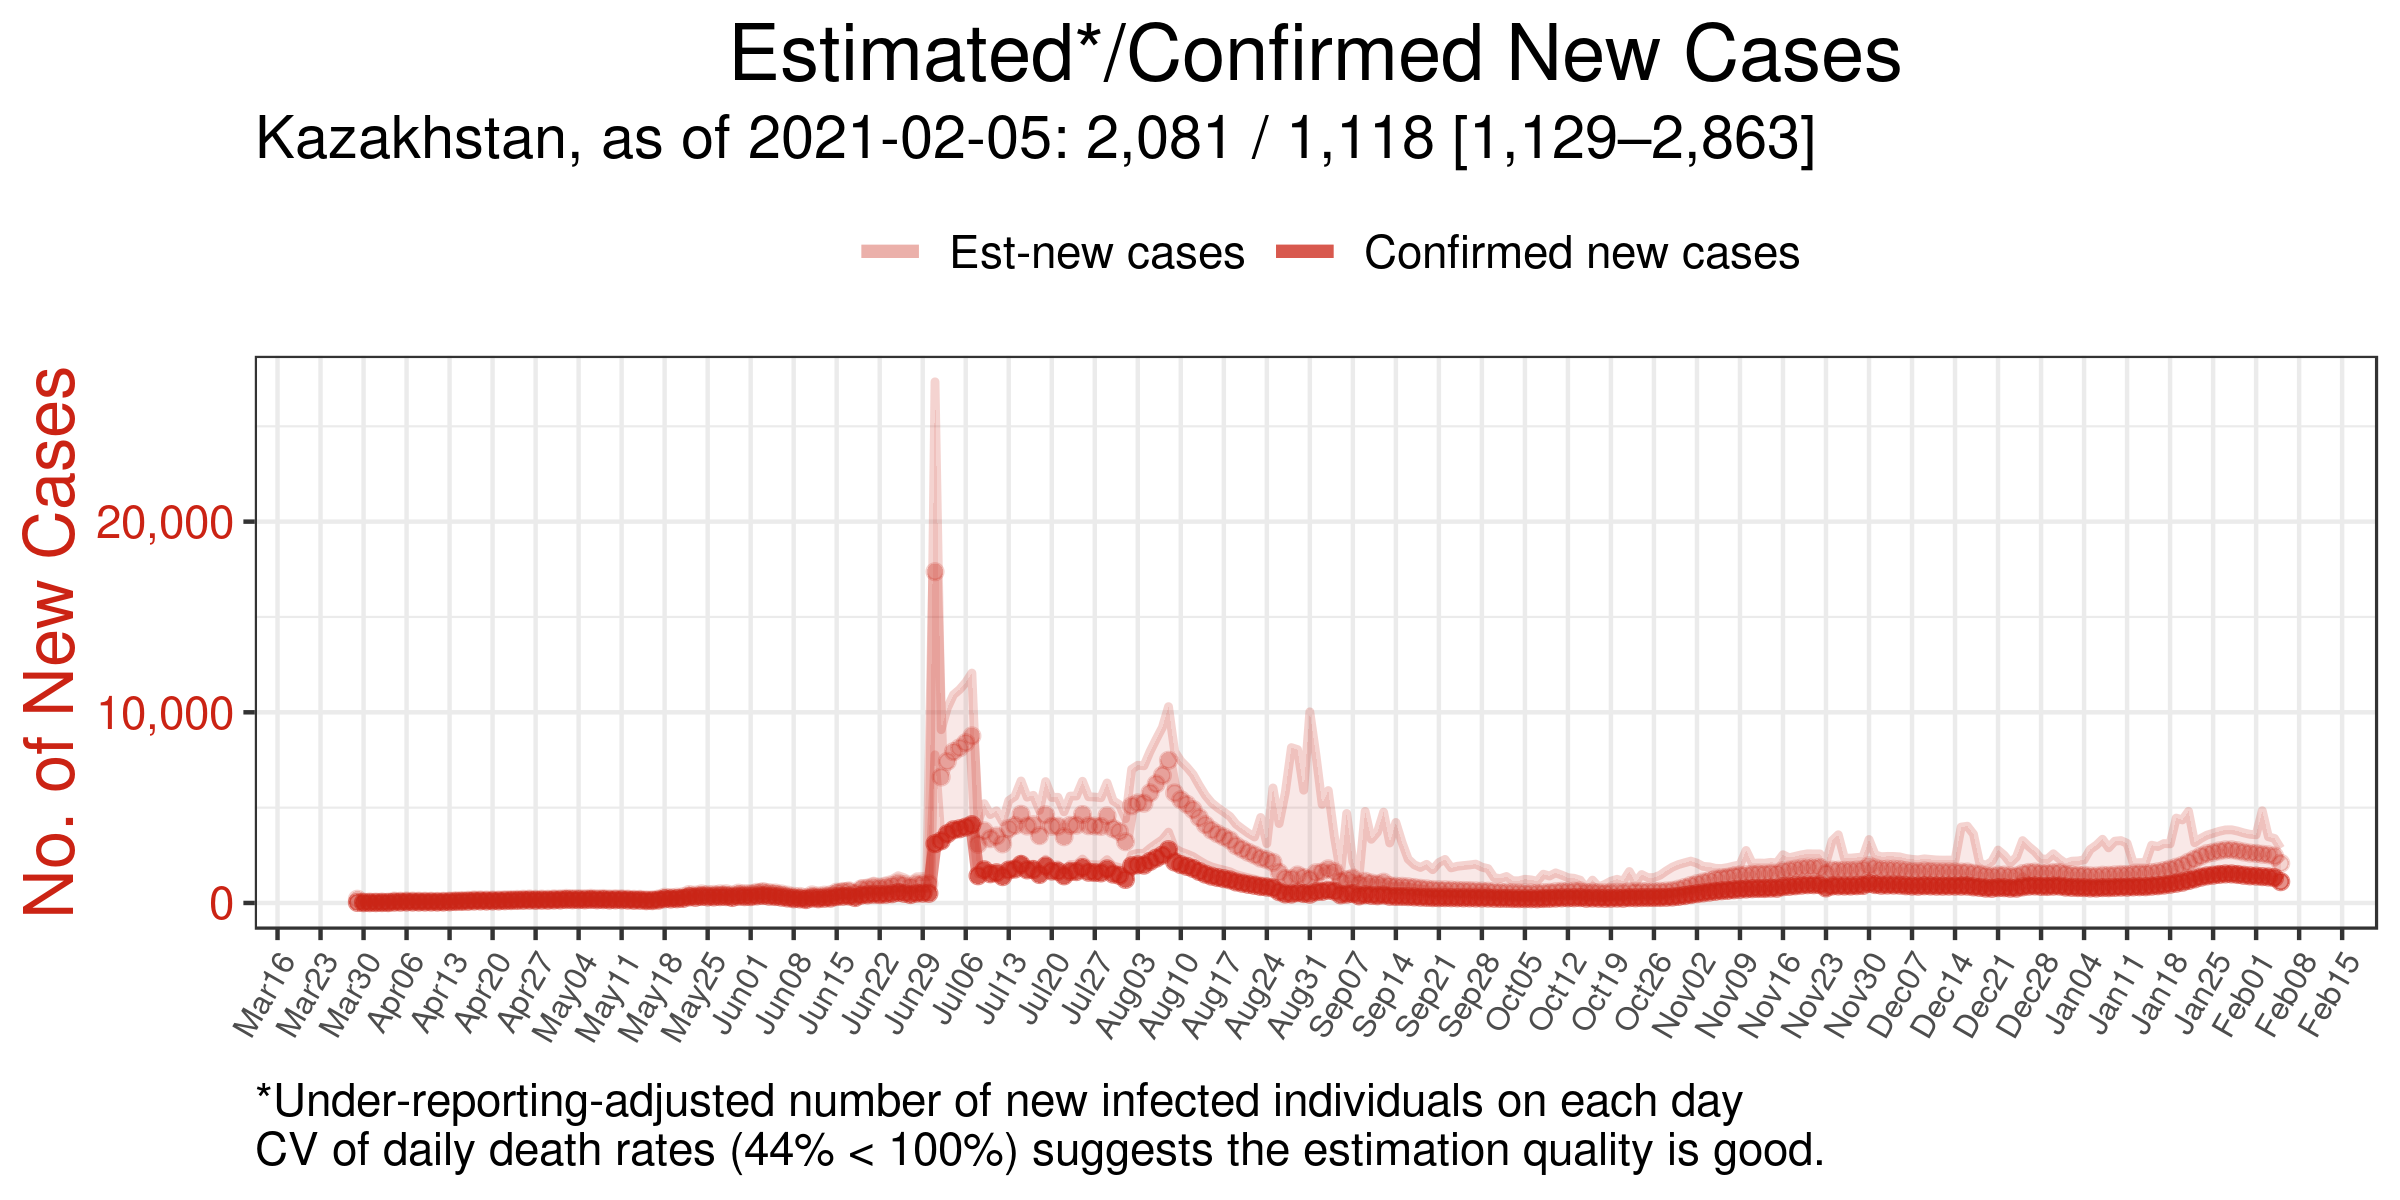 Estimated*/Confirmed New Cases
Kazakhstan, as of 2021-02-05: 2,081 / 1,118 [1,129–2,863]
Est-new cases Confirmed new cases
No. of New Cases
20,000
10,000
0
Mar16 Mar23 Mar30 Apr06 Apr13 Apr20 Apr27 May04 May11 May18 May25 Jun01 Jun08 Jun15 Jun22 Jun29 Jul06 Jul13 Jul20 Jul27 Aug03 Aug10 Aug17 Aug24 Aug31 Sep07 Sep14 Sep21 Sep28 Oct05 Oct12 Oct19 Oct26 Nov02 Nov09 Nov16 Nov23 Nov30 Dec07 Dec14 Dec21 Dec28 Jan04 Jan11 Jan18 Jan25 Feb01 Feb08 Feb15
*Under-reporting-adjusted number of new infected individuals on each day
CV of daily death rates (44% < 100%) suggests the estimation quality is good.